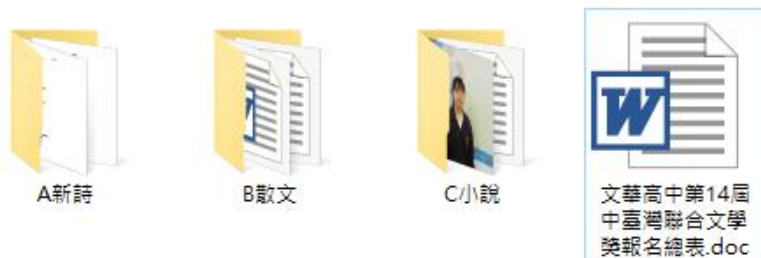 A新詩
B散文
C小說
文華高中第14屆
中臺灣聯合文學
獎報名總表.doc